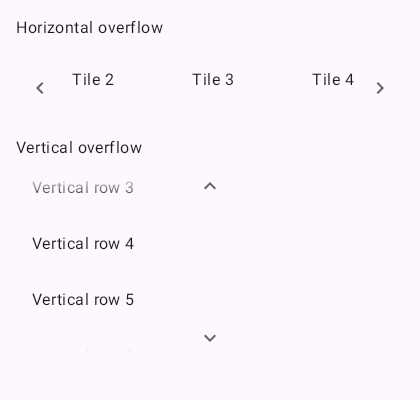 Horizontal overflow
Tile 2 Tile 3 Tile 4
Vertical overflow
Vertical row 3
Vertical row 4
Vertical row 5